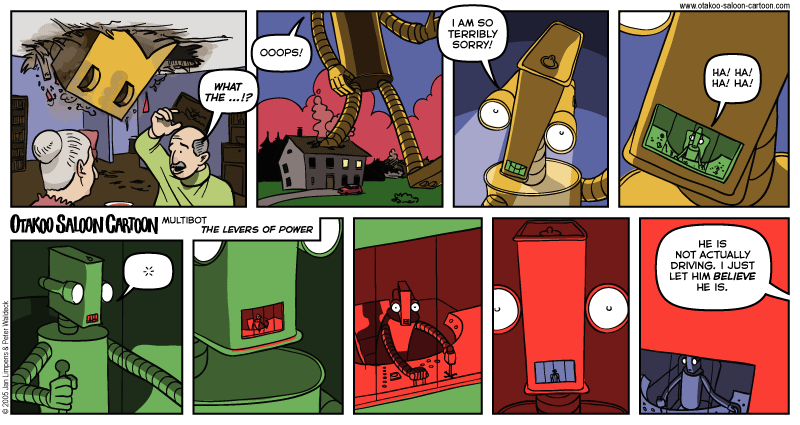 www.otakoo-saloon-cartoon.com
WHAT
THE ...!?
OOOPS!
I AM SO
TERRIBLY
SORRY!
HA! HA!
HA! HA!
OTAKOO SALOON CARTOON
MULTIBOT
THE LEVERS OF POWER
HE IS
NOT ACTUALLY
DRIVING. I JUST
LET HIM BELIEVE
HE IS.
© 2005 Jan Limpens & Peter Waldeck